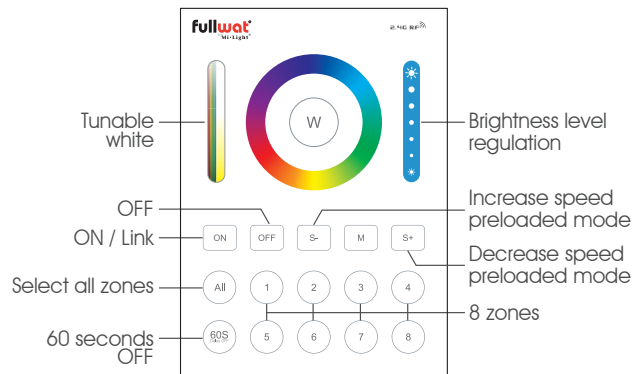 fullwat
Mi·Light
2.4G RF
W
Tunable
white
Brightness level
regulation
OFF
ON / Link
Increase speed
preloaded mode
ON
OFF
S-
M
S+
Decrease speed
preloaded mode
Select all zones
All
1
2
3
4
8 zones
60 seconds
OFF
60S
Delay OFF
5
6
7
8